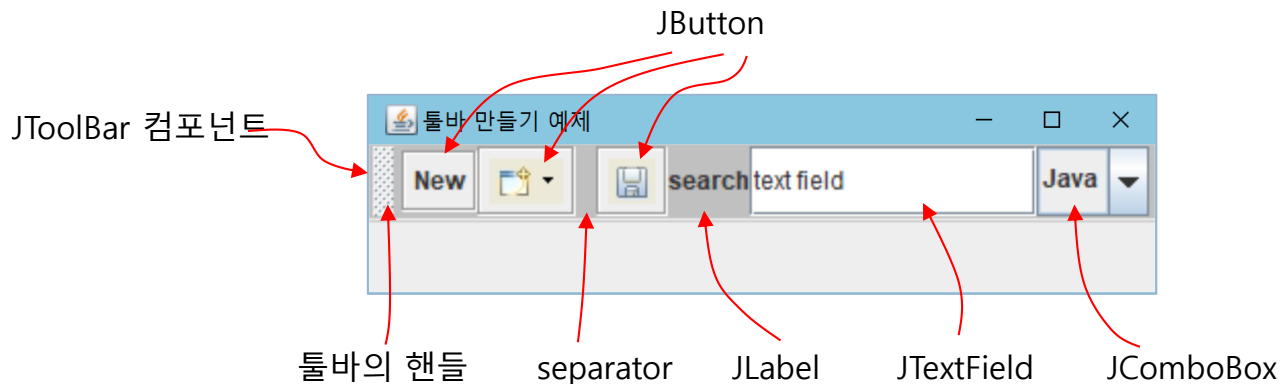 JButton
JToolBar 컴포넌트
툴바 만들기 예제
New
search
text field
Java
툴바의 핸들
separator
JLabel
JTextField
JComboBox